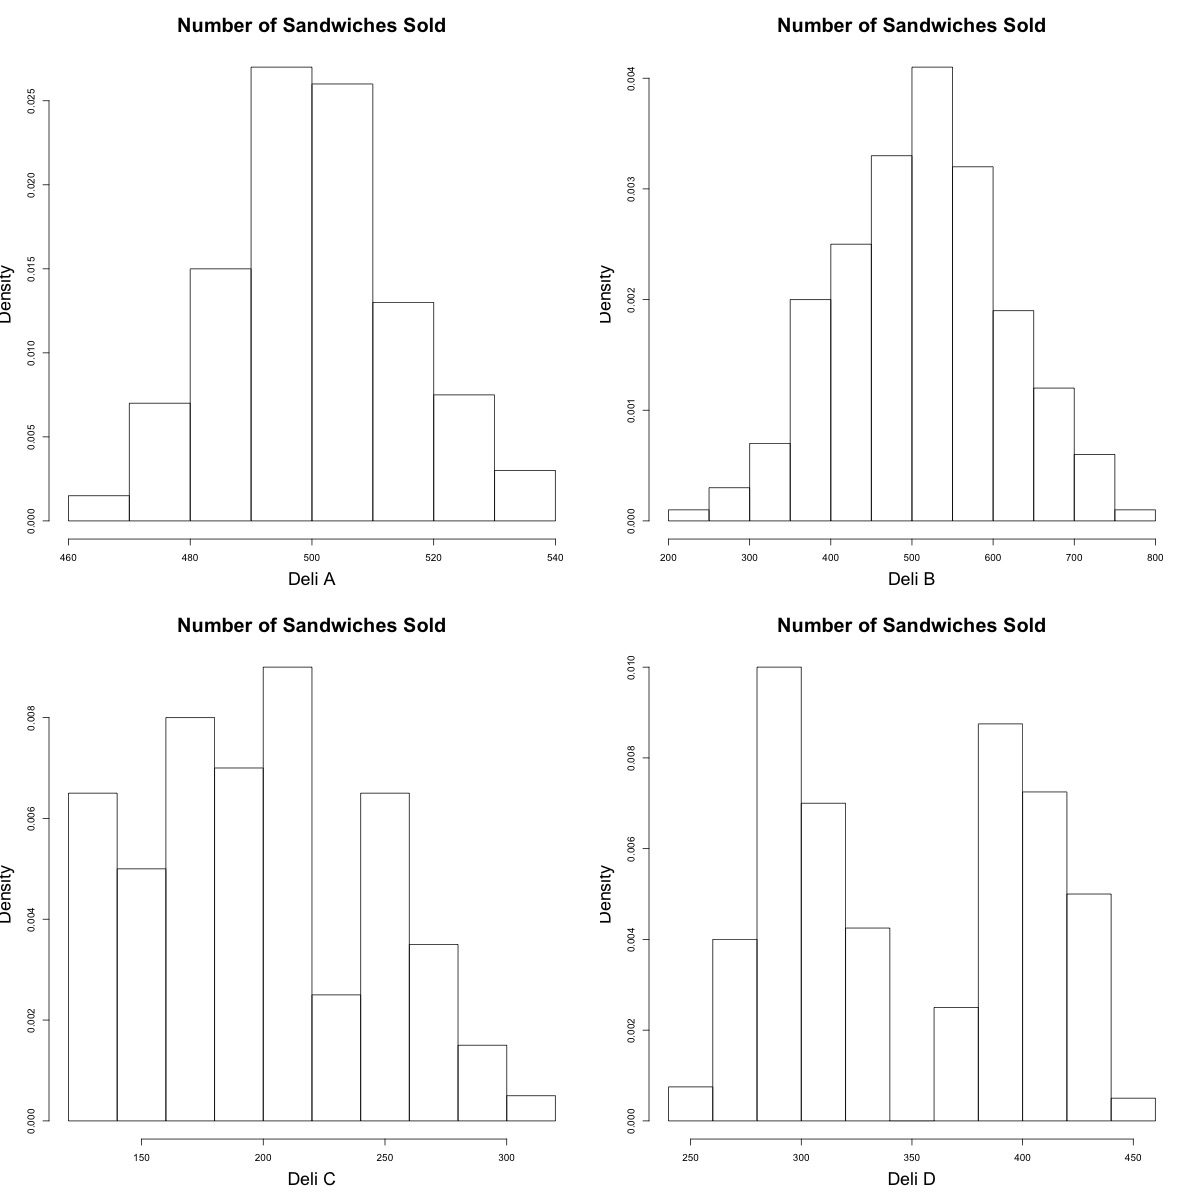 Number of Sandwiches Sold
Density
0.000 0.005 0.010 0.015 0.020 0.025
460 480 500 520 540
Deli A
Number of Sandwiches Sold
Density
0.000 0.001 0.002 0.003 0.004
200 300 400 500 600 700 800
Deli B
Number of Sandwiches Sold
Density
0.000 0.002 0.004 0.006 0.008
150 200 250 300
Deli C
Number of Sandwiches Sold
Density
0.000 0.002 0.004 0.006 0.008 0.010
250 300 350 400 450
Deli D